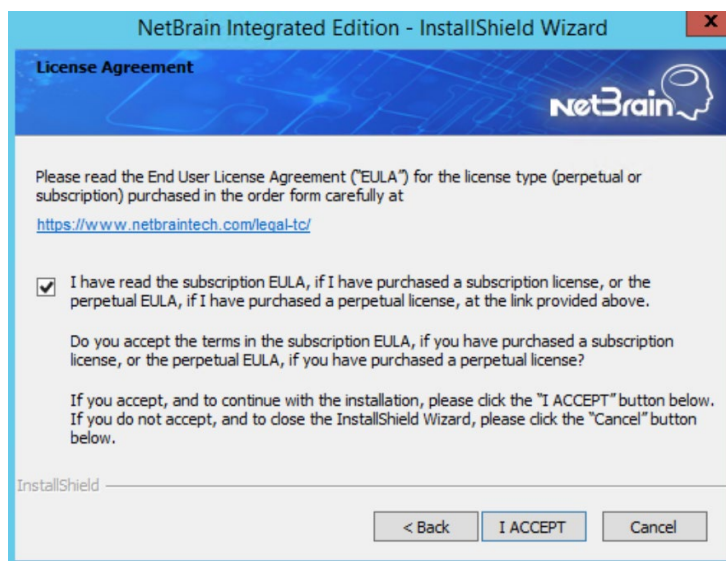 NetBrain Integrated Edition - InstallShield Wizard
x
License Agreement
NetBrain
Please read the End User License Agreement ("EULA") for the license type (perpetual or
subscription) purchased in the order form carefully at
https://www.netbraintech.com/legal-tc/
I have read the subscription EULA, if I have purchased a subscription license, or the
perpetual EULA, if I have purchased a perpetual license, at the link provided above.
Do you accept the terms in the subscription EULA, if you have purchased a subscription
license, or the perpetual EULA, if you have purchased a perpetual license?
If you accept, and to continue with the installation, please click the "I ACCEPT" button below.
If you do not accept, and to close the InstallShield Wizard, please click the "Cancel" button
below.
InstallShield
< Back I ACCEPT Cancel